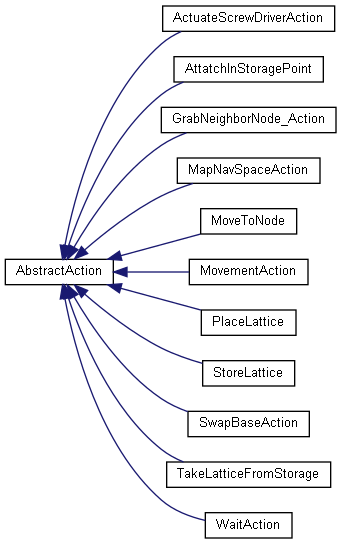 ActuateScrewDriverAction
AttatchInStoragePoint
GrabNeighborNode_Action
MapNavSpaceAction
MoveToNode
AbstractAction
MovementAction
PlaceLattice
StoreLattice
SwapBaseAction
TakeLatticeFromStorage
WaitAction